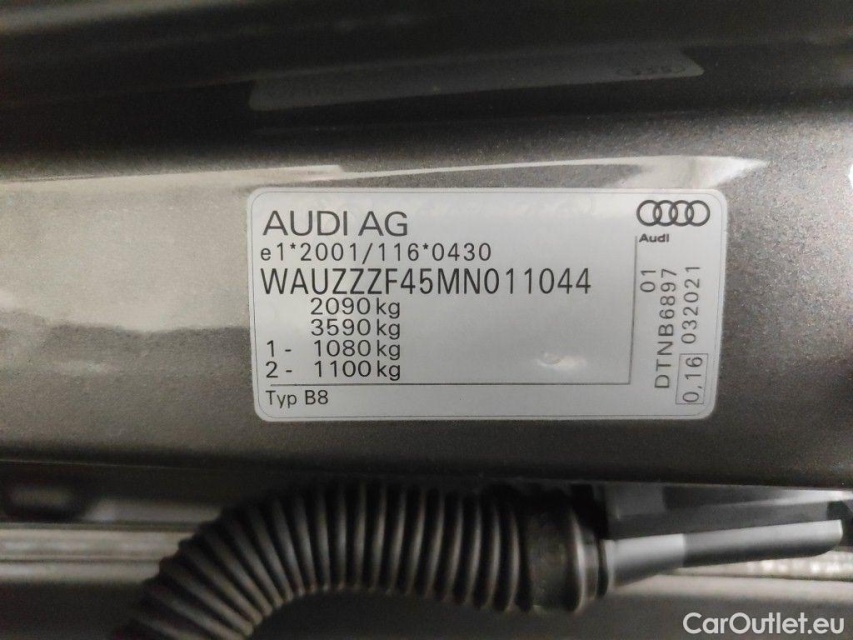 AUDI AG
e1*2001/116*0430
WAUZZZF45MN011044
2090 kg
3590 kg
1 - 1080 kg
2 - 1100 kg
Typ B8
Audi
01
DTNB6897
0,16 032021
CarOutlet.eu